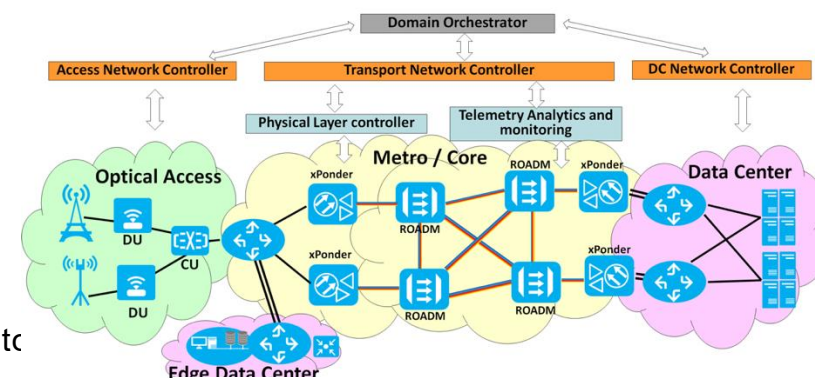 Domain Orchestrator
Access Network Controller
Transport Network Controller
DC Network Controller
Physical Layer controller
Telemetry Analytics and
monitoring
Metro / Core
Optical Access
Data Center
xPonder
ROADM
xPonder
DU
CU
ROADM
xPonder
xPonder
DU
ROADM
ROADM
Edge Data Center